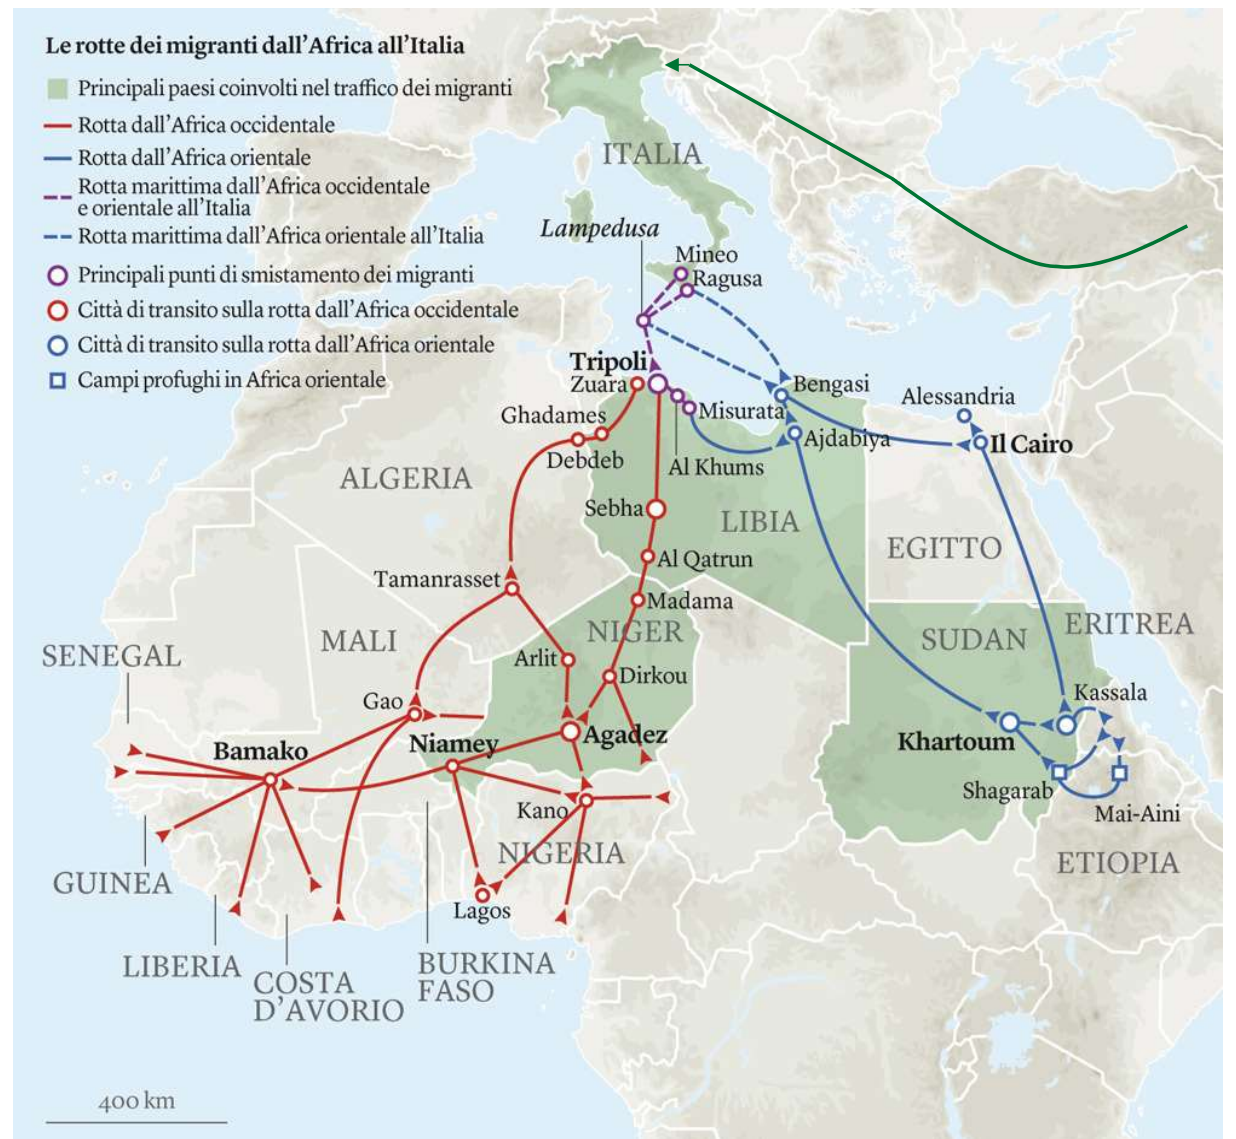 Le rotte dei migranti dall'Africa all'Italia
Principali paesi coinvolti nel traffico dei migranti
Rotta dall'Africa occidentale
Rotta dall'Africa orientale
Rotta marittima dall'Africa occidentale
e orientale all'Italia
Rotta marittima dall'Africa orientale all'Italia
Principali punti di smistamento dei migranti
Città di transito sulla rotta dall'Africa occidentale
Città di transito sulla rotta dall'Africa orientale
Campi profughi in Africa orientale
ITALIA
Lampedusa
Mineo
Ragusa
Tripoli
Zuara
Bengasi
Alessandria
Ghadames
Misurata
Ajdabiya
Il Cairo
Debdeb
Al Khums
ALGERIA
Sebha
LIBIA
EGITTO
Al Qatrun
Tamanrasset
Madama
MALI
NIGER
SUDAN
ERITREA
SENEGAL
Arlit
Dirkou
Gao
Kassala
Bamako
Niamey
Agadez
Khartoum
Shagarab
Mai-Aini
Kano
NIGERIA
ETIOPIA
GUINEA
Lagos
LIBERIA
COSTA
D'AVORIO
BURKINA
FASO
400 km